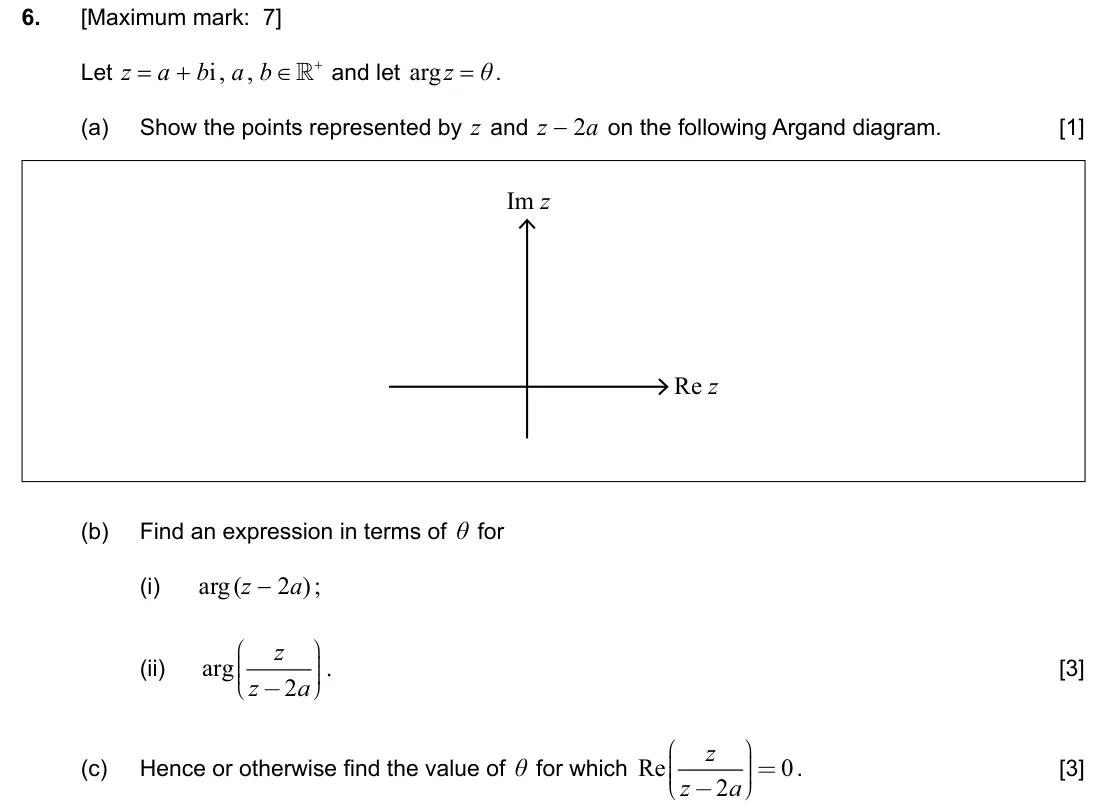 6. [Maximum mark: 7]
Let z = a + bi, a, b ∈ ℝ⁺ and let arg z = θ.
(a) Show the points represented by z and z − 2a on the following Argand diagram. [1]
Im z
Re z
(b) Find an expression in terms of θ for
(i) arg(z − 2a);
(ii) arg(z/(z − 2a)). [3]
(c) Hence or otherwise find the value of θ for which Re(z/(z − 2a)) = 0. [3]